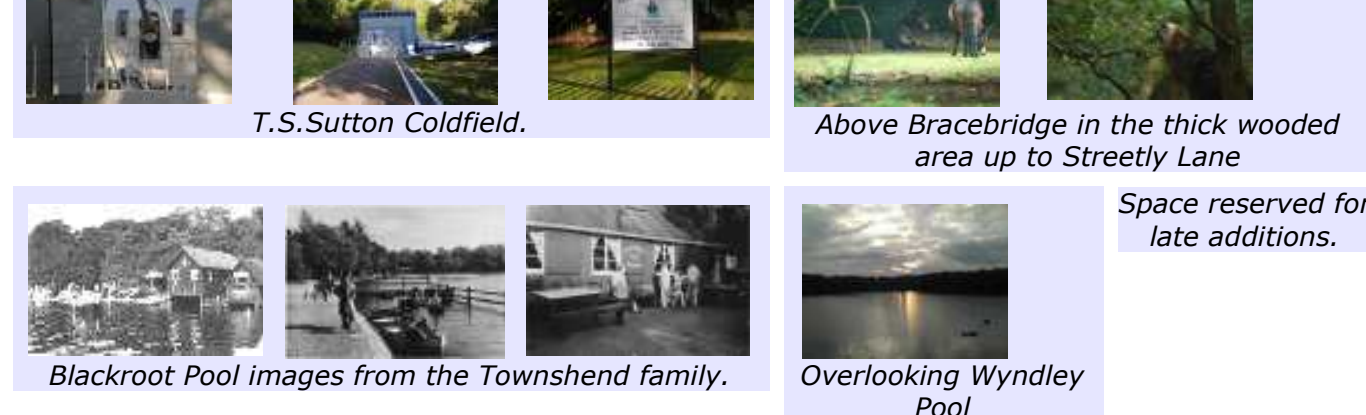 T.S.Sutton Coldfield.
Above Bracebridge in the thick wooded
area up to Streetly Lane
Blackroot Pool images from the Townshend family.
Overlooking Wyndley
Pool
Space reserved for
late additions.